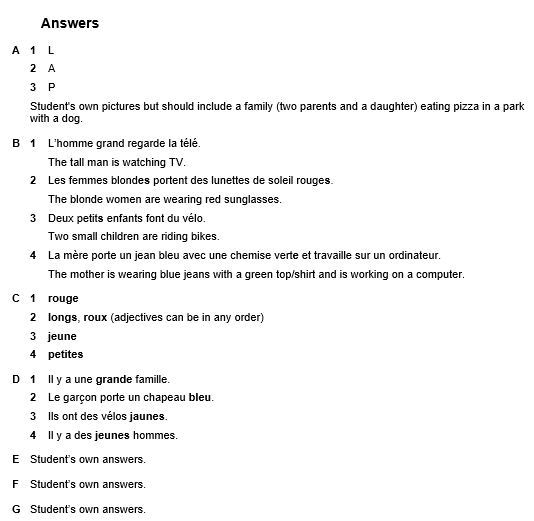 Answers
A 1 L
2 A
3 P
Student's own pictures but should include a family (two parents and a daughter) eating pizza in a park
with a dog.
B 1 L'homme grand regarde la télé.
The tall man is watching TV.
2 Les femmes blondes portent des lunettes de soleil rouges.
The blonde women are wearing red sunglasses.
3 Deux petits enfants font du vélo.
Two small children are riding bikes.
4 La mère porte un jean bleu avec une chemise verte et travaille sur un ordinateur.
The mother is wearing blue jeans with a green top/shirt and is working on a computer.
C 1 rouge
2 longs, roux (adjectives can be in any order)
3 jeune
4 petites
D 1 Il y a une grande famille.
2 Le garçon porte un chapeau bleu.
3 Ils ont des vélos jaunes.
4 Il y a des jeunes hommes.
E Student's own answers.
F Student's own answers.
G Student's own answers.